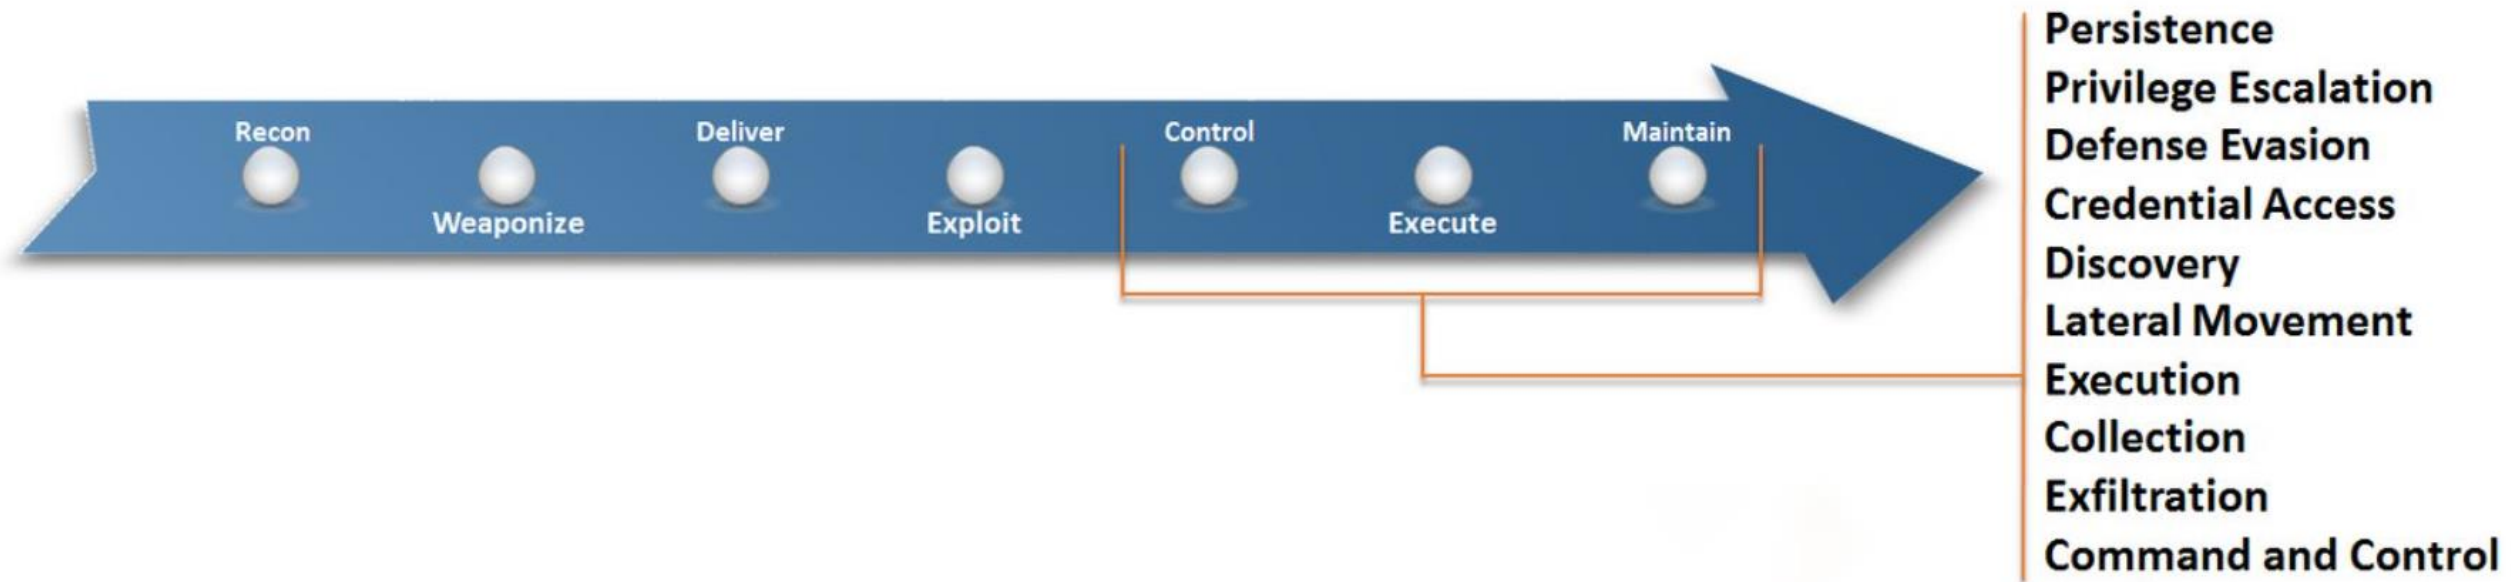 Recon
Weaponize
Deliver
Exploit
Control
Execute
Maintain
Persistence
Privilege Escalation
Defense Evasion
Credential Access
Discovery
Lateral Movement
Execution
Collection
Exfiltration
Command and Control